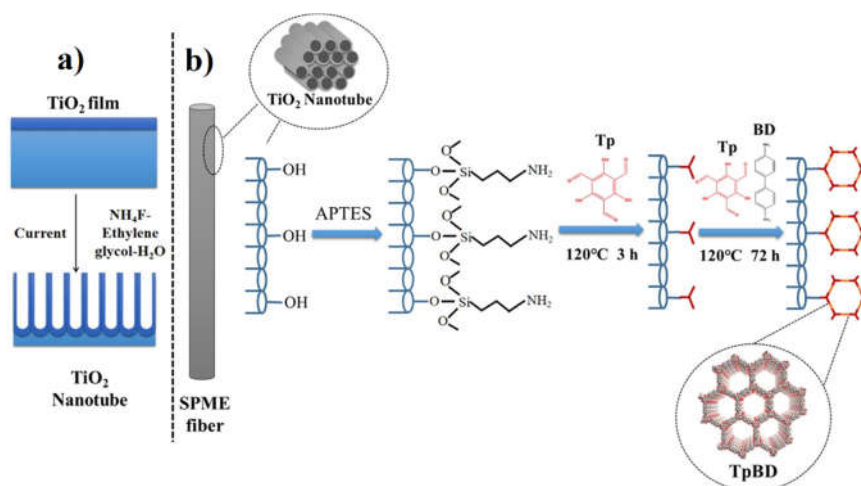 a)
TiO2 film
Current
NH4F-
Ethylene
glycol-H2O
TiO2
Nanotube
b)
TiO2 Nanotube
SPME
fiber
OH
OH
OH
APTES
O
O
Si
NH2
O
O
O
Si
NH2
O
O
O
Si
NH2
O
Tp
120°C 3 h
Tp
BD
120°C 72 h
TpBD